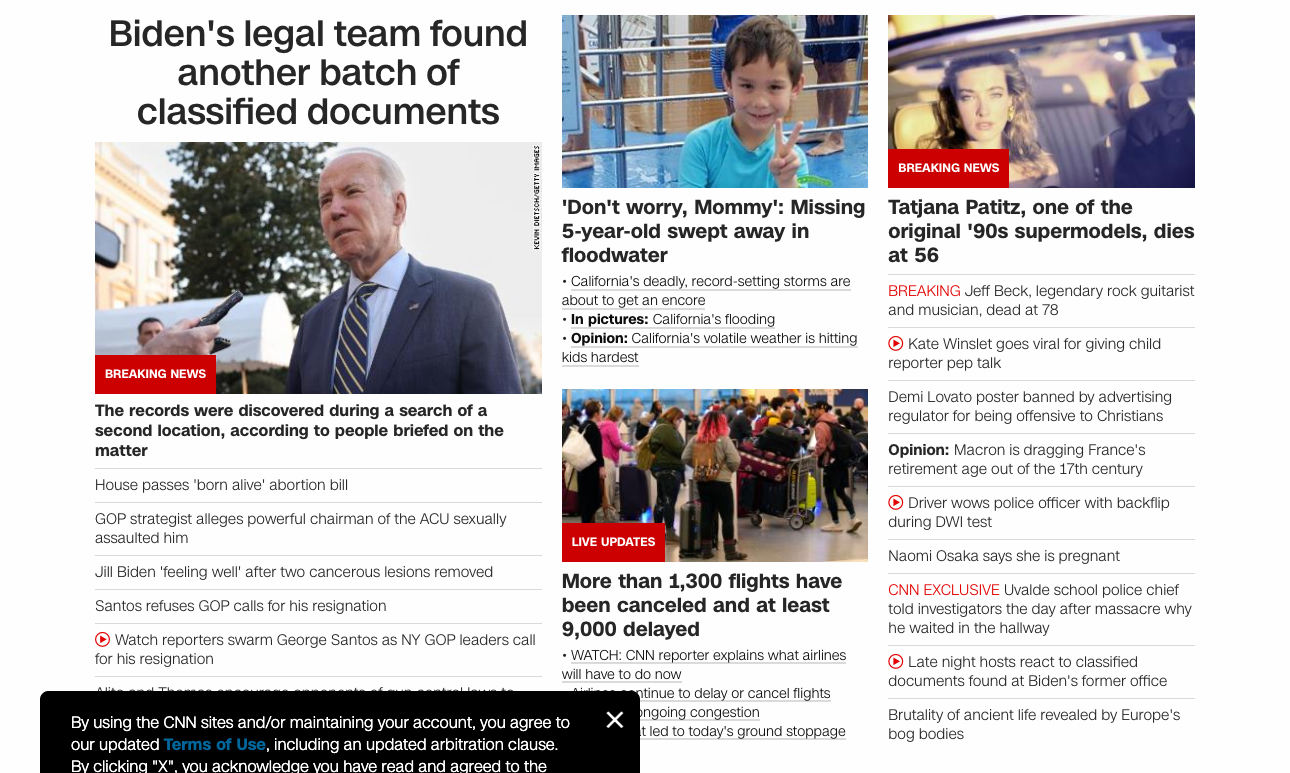 Biden's legal team found
another batch of
classified documents
KEVIN DIETSCH/GETTY IMAGES
BREAKING NEWS
The records were discovered during a search of a
second location, according to people briefed on the
matter
House passes 'born alive' abortion bill
GOP strategist alleges powerful chairman of the ACU sexually
assaulted him
Jill Biden 'feeling well' after two cancerous lesions removed
Santos refuses GOP calls for his resignation
Watch reporters swarm George Santos as NY GOP leaders call
for his resignation
By using the CNN sites and/or maintaining your account, you agree to
our updated Terms of Use, including an updated arbitration clause.
By clicking "X", you acknowledge you have read and agreed to the
'Don't worry, Mommy': Missing
5-year-old swept away in
floodwater
• California's deadly, record-setting storms are
about to get an encore
• In pictures: California's flooding
• Opinion: California's volatile weather is hitting
kids hardest
LIVE UPDATES
More than 1,300 flights have
been canceled and at least
9,000 delayed
• WATCH: CNN reporter explains what airlines
will have to do now
continue to delay or cancel flights
ongoing congestion
led to today's ground stoppage
BREAKING NEWS
Tatjana Patitz, one of the
original '90s supermodels, dies
at 56
BREAKING Jeff Beck, legendary rock guitarist
and musician, dead at 78
Kate Winslet goes viral for giving child
reporter pep talk
Demi Lovato poster banned by advertising
regulator for being offensive to Christians
Opinion: Macron is dragging France's
retirement age out of the 17th century
Driver wows police officer with backflip
during DWI test
Naomi Osaka says she is pregnant
CNN EXCLUSIVE Uvalde school police chief
told investigators the day after massacre why
he waited in the hallway
Late night hosts react to classified
documents found at Biden's former office
Brutality of ancient life revealed by Europe's
bog bodies